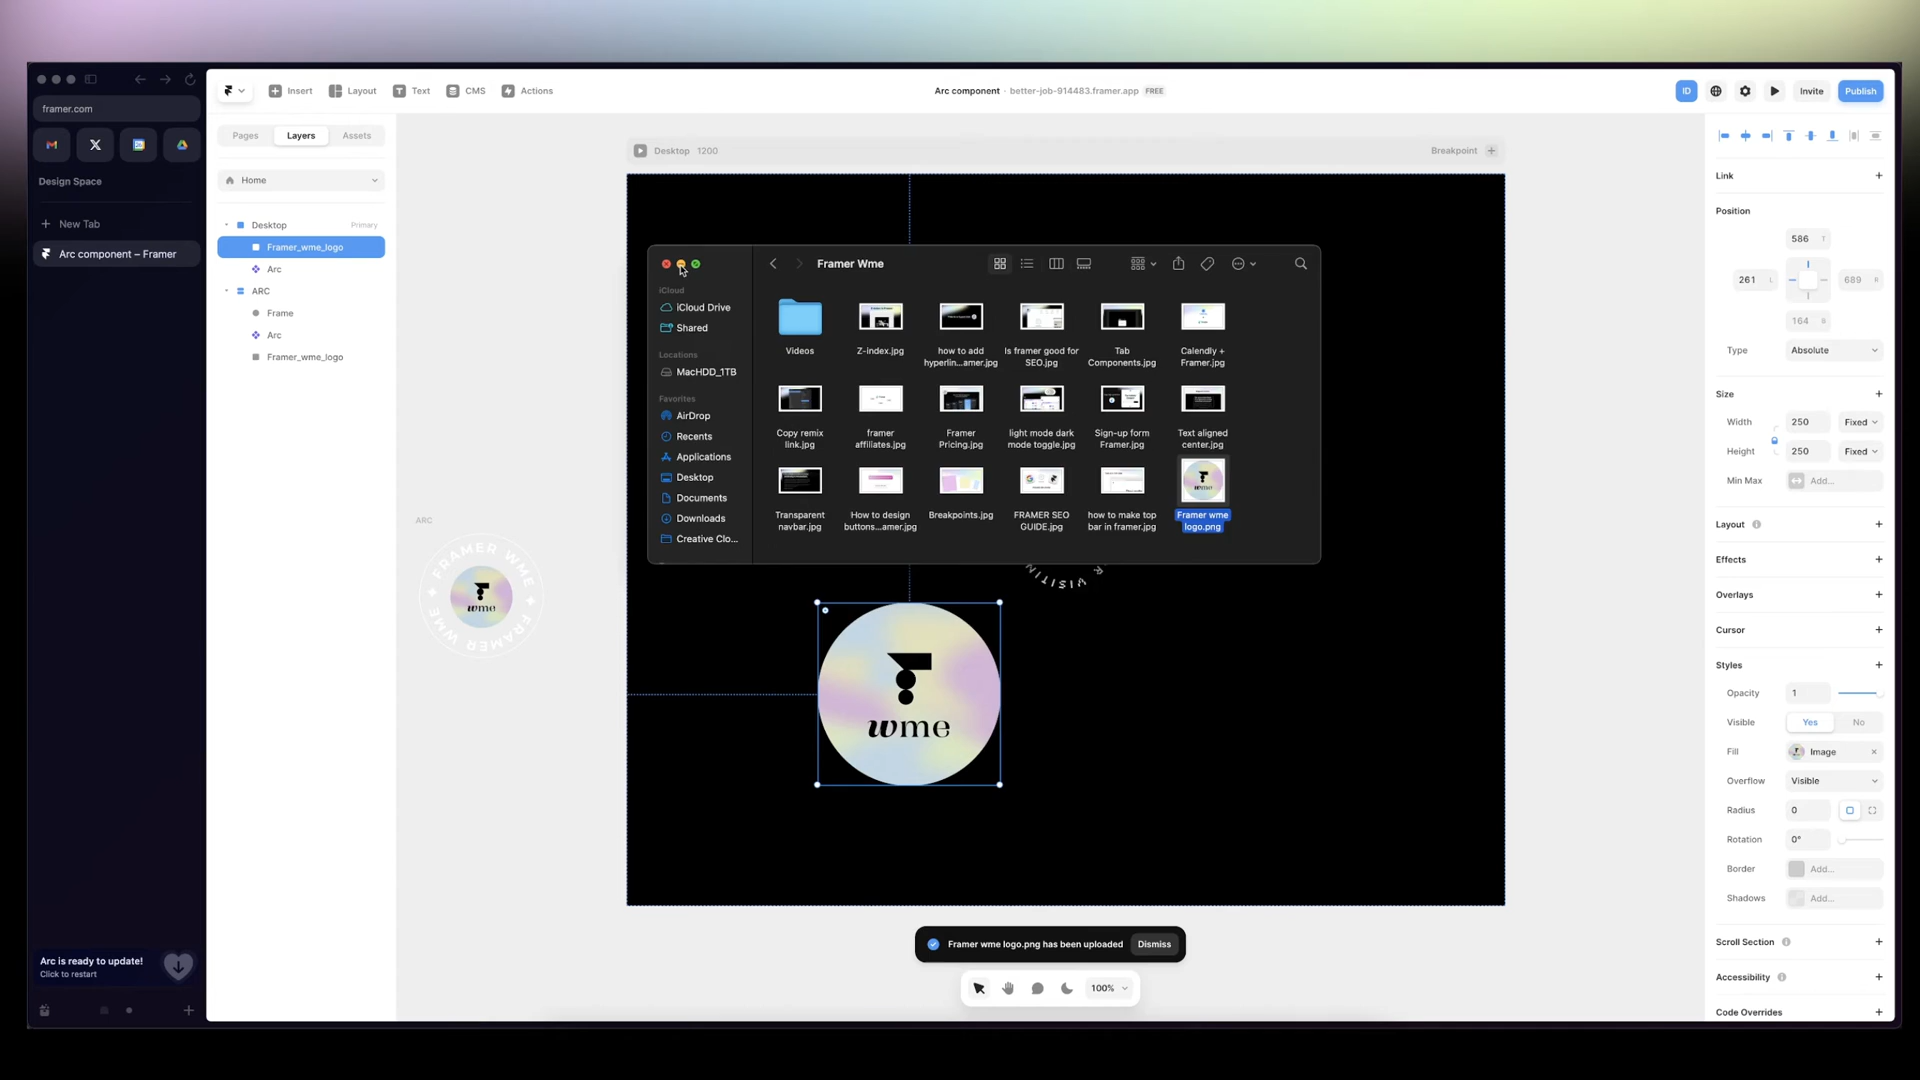 framer.com
Design Space
New Tab
Arc component – Framer
Arc is ready to update!
Click to restart
Insert
Layout
Text
CMS
Actions
Arc component · better-job-914483.framer.app FREE
ID
Invite
Publish
Pages
Layers
Assets
Home
Desktop
Primary
Framer_wme_logo
Arc
ARC
Frame
Arc
Framer_wme_logo
Desktop 1200
Breakpoint
ARC
FRAMER WME
FRAMER WME
wme
Framer Wme
iCloud
iCloud Drive
Shared
Locations
MacHDD_1TB
Favorites
AirDrop
Recents
Applications
Desktop
Documents
Downloads
Creative Clo...
Videos
Z-index.jpg
how to add
hyperlin...amer.jpg
Is framer good for
SEO.jpg
Tab
Components.jpg
Calendly +
Framer.jpg
Copy remix
link.jpg
framer
affiliates.jpg
Framer
Pricing.jpg
light mode dark
mode toggle.jpg
Sign-up form
Framer.jpg
Text aligned
center.jpg
Transparent
navbar.jpg
How to design
buttons...amer.jpg
Breakpoints.jpg
FRAMER SEO
GUIDE.jpg
how to make top
bar in framer.jpg
Framer wme
logo.png
wme
R VISITIN
wme
Framer wme logo.png has been uploaded
Dismiss
100%
Link
Position
586 T
261 L
689 R
164 B
Type
Absolute
Size
Width
250
Fixed
Height
250
Fixed
Min Max
Add...
Layout
Effects
Overlays
Cursor
Styles
Opacity
1
Visible
Yes
No
Fill
Image
Overflow
Visible
Radius
0
Rotation
0°
Border
Add...
Shadows
Add...
Scroll Section
Accessibility
Code Overrides